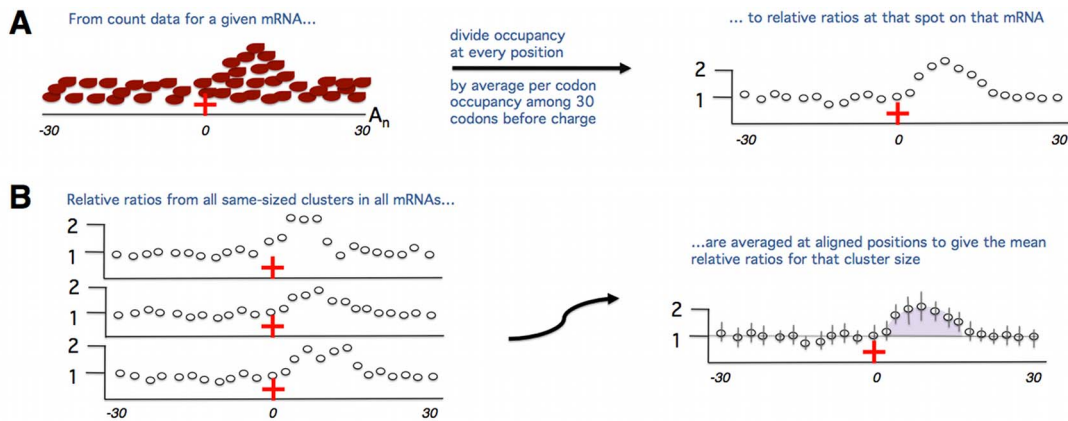 A
From count data for a given mRNA...
-30
0
30
An
divide occupancy
at every position
by average per codon
occupancy among 30
codons before charge
... to relative ratios at that spot on that mRNA
2
1
-30
0
30
B
Relative ratios from all same-sized clusters in all mRNAs...
2
1
2
1
2
1
-30
0
30
...are averaged at aligned positions to give the mean
relative ratios for that cluster size
2
1
-30
0
30